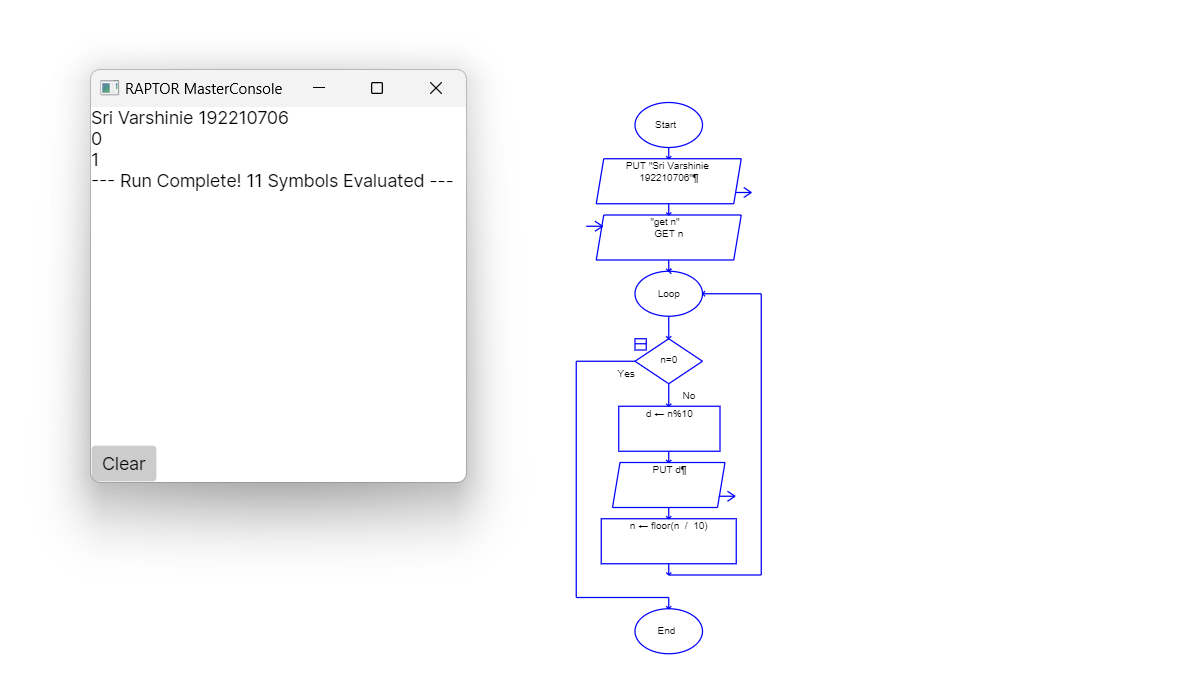 RAPTOR MasterConsole
Sri Varshinie 192210706
0
1
--- Run Complete! 11 Symbols Evaluated ---
Clear
Start
PUT "Sri Varshinie
192210706"¶
"get n"
GET n
Loop
n=0
Yes
No
d ← n%10
PUT d¶
n ← floor(n / 10)
End